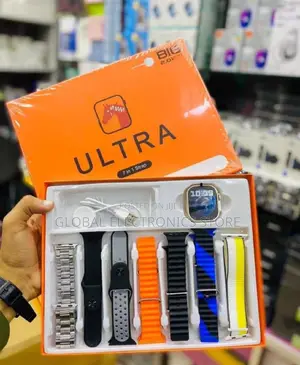 BIG
ULTRA
7 in 1 Strap
10:09
GLOBAL ELECTRONICS STORE